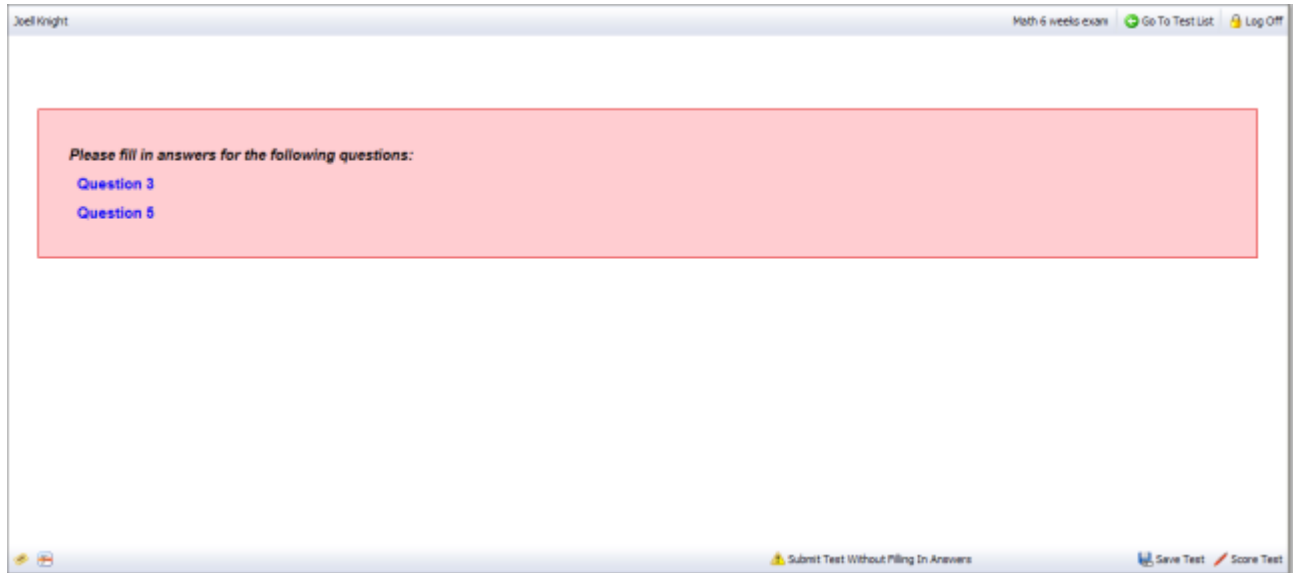 Joell Knight Math 6 weeks exam Go To Test List Log Off
Please fill in answers for the following questions:
Question 3
Question 5
Submit Test Without Filling In Answers Save Test Score Test